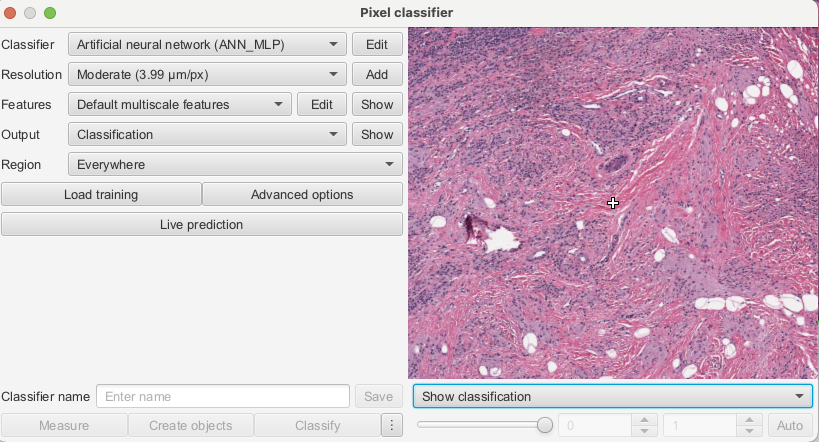 Pixel classifier
Classifier Artificial neural network (ANN_MLP) Edit
Resolution Moderate (3.99 µm/px) Add
Features Default multiscale features Edit Show
Output Classification Show
Region Everywhere
Load training Advanced options
Live prediction
Classifier name Enter name Save Show classification
Measure Create objects Classify ⋮ 0 1 Auto